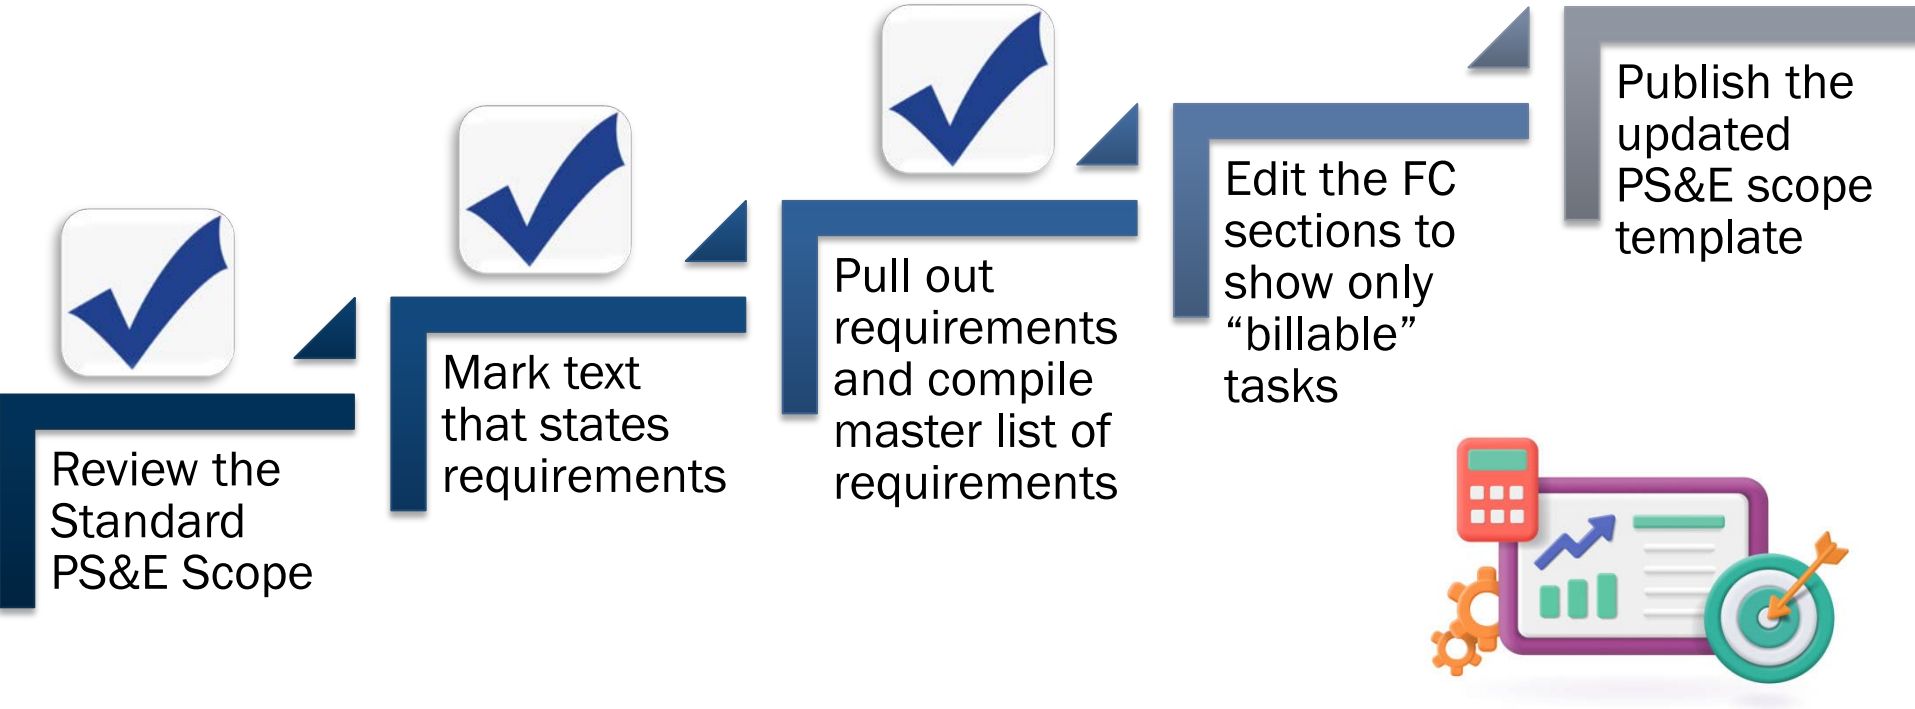 Review the
Standard
PS&E Scope
Mark text
that states
requirements
Pull out
requirements
and compile
master list of
requirements
Edit the FC
sections to
show only
“billable”
tasks
Publish the
updated
PS&E scope
template